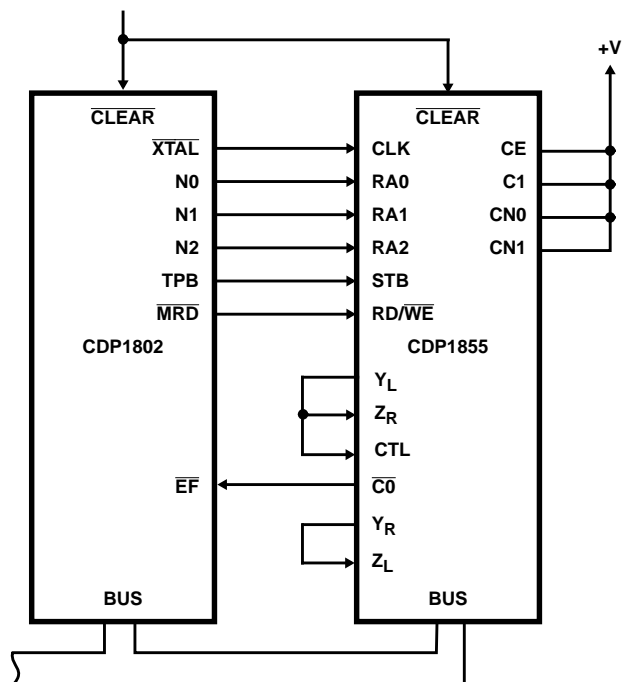 +V
CLEAR
XTAL
N0
N1
N2
TPB
MRD
CDP1802
EF
BUS
CLEAR
CLK
RA0
RA1
RA2
STB
RD/WE
CE
C1
CN0
CN1
CDP1855
YL
ZR
CTL
C0
YR
ZL
BUS